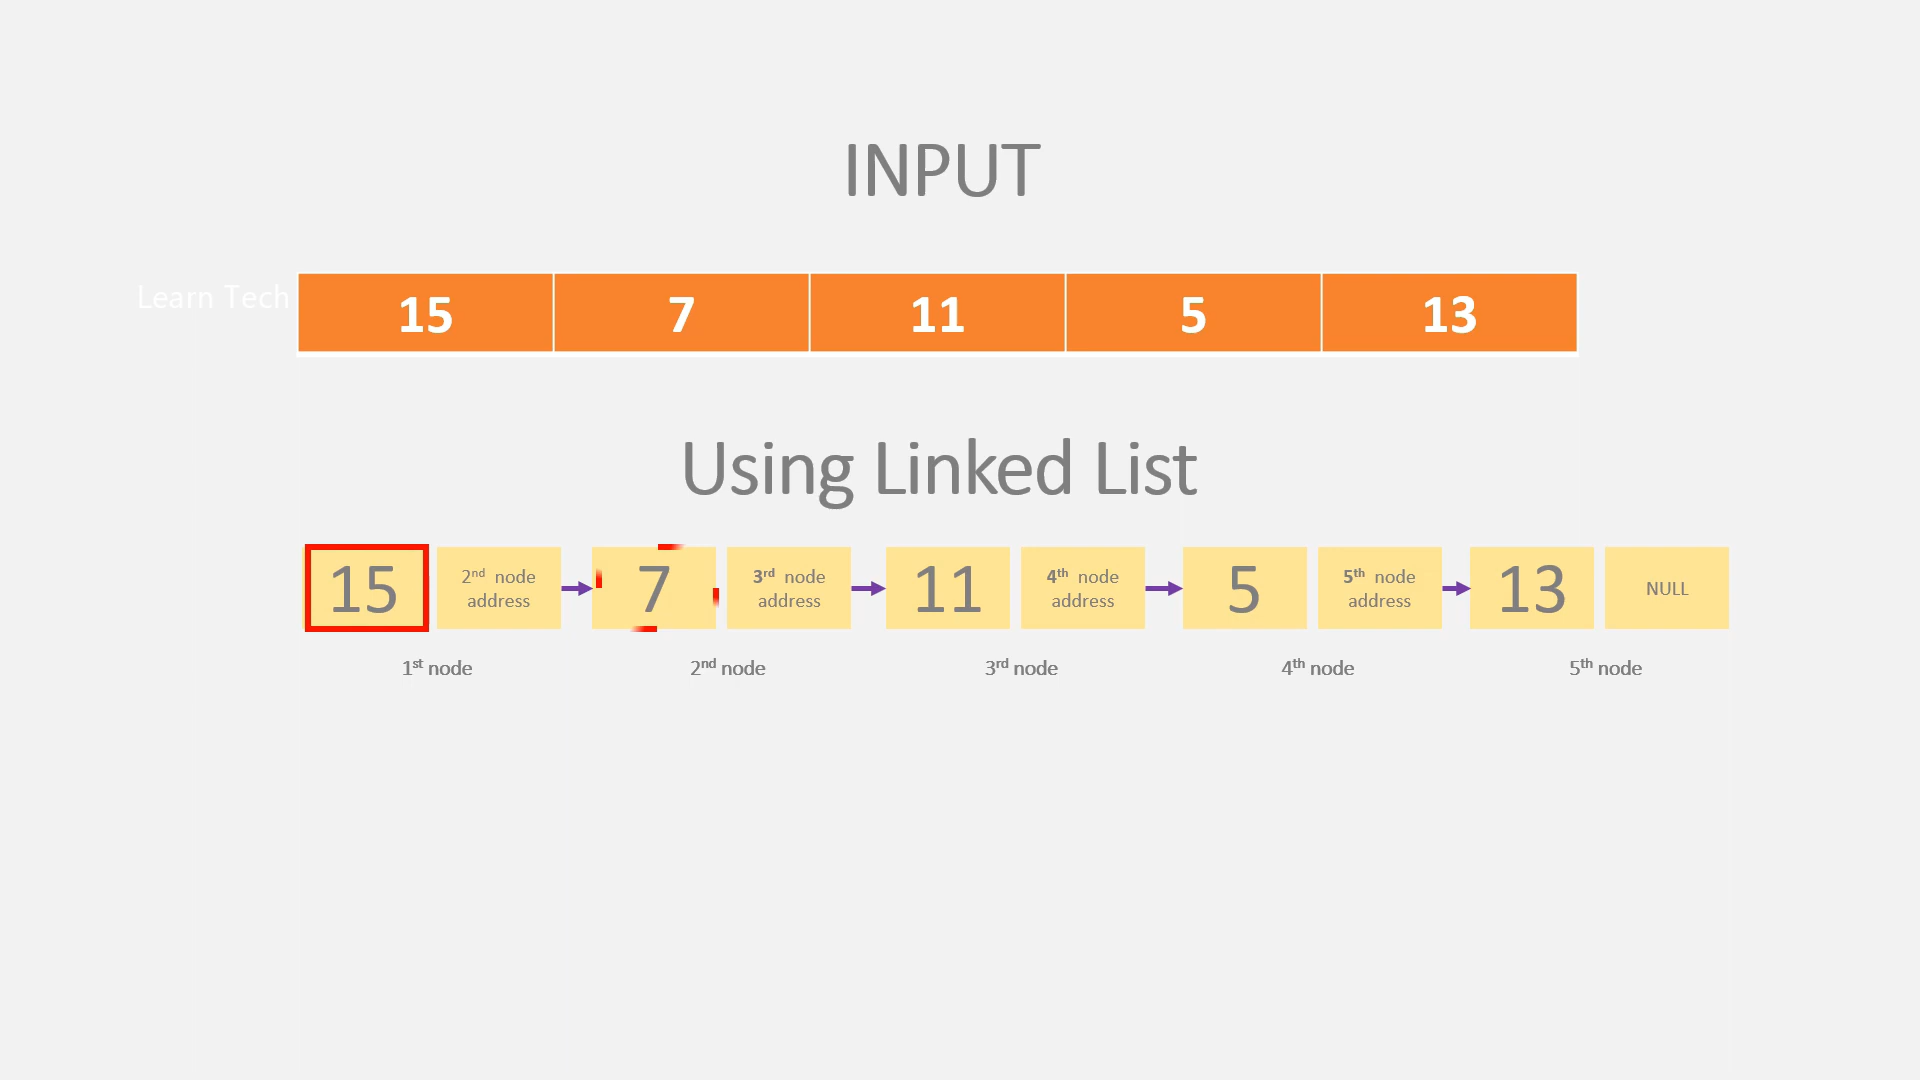 INPUT
Learn Tech
15 7 11 5 13
Using Linked List
15 2nd node address 7 3rd node address 11 4th node address 5 5th node address 13 NULL
1st node 2nd node 3rd node 4th node 5th node